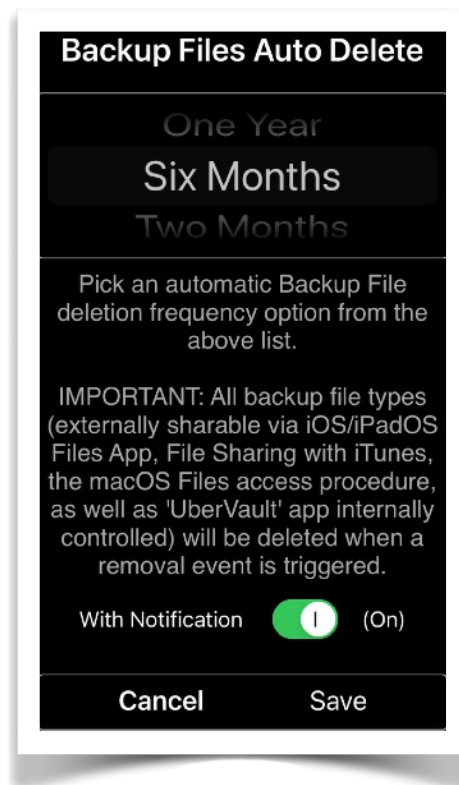 Backup Files Auto Delete
One Year
Six Months
Two Months
Pick an automatic Backup File
deletion frequency option from the
above list.
IMPORTANT: All backup file types
(externally sharable via iOS/iPadOS
Files App, File Sharing with iTunes,
the macOS Files access procedure,
as well as 'UberVault' app internally
controlled) will be deleted when a
removal event is triggered.
With Notification (On)
Cancel Save